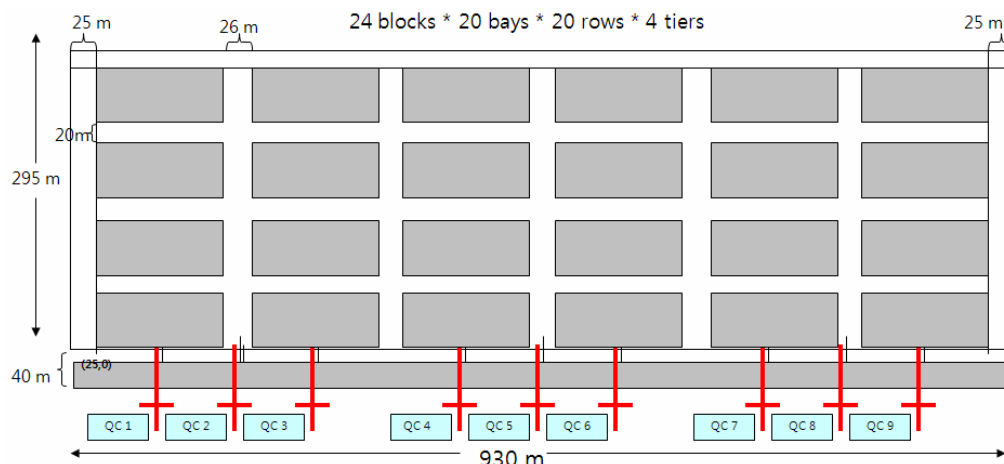 25 m
26 m
24 blocks * 20 bays * 20 rows * 4 tiers
25 m
20m
295 m
40 m
(25,0)
QC 1
QC 2
QC 3
QC 4
QC 5
QC 6
QC 7
QC 8
QC 9
930 m